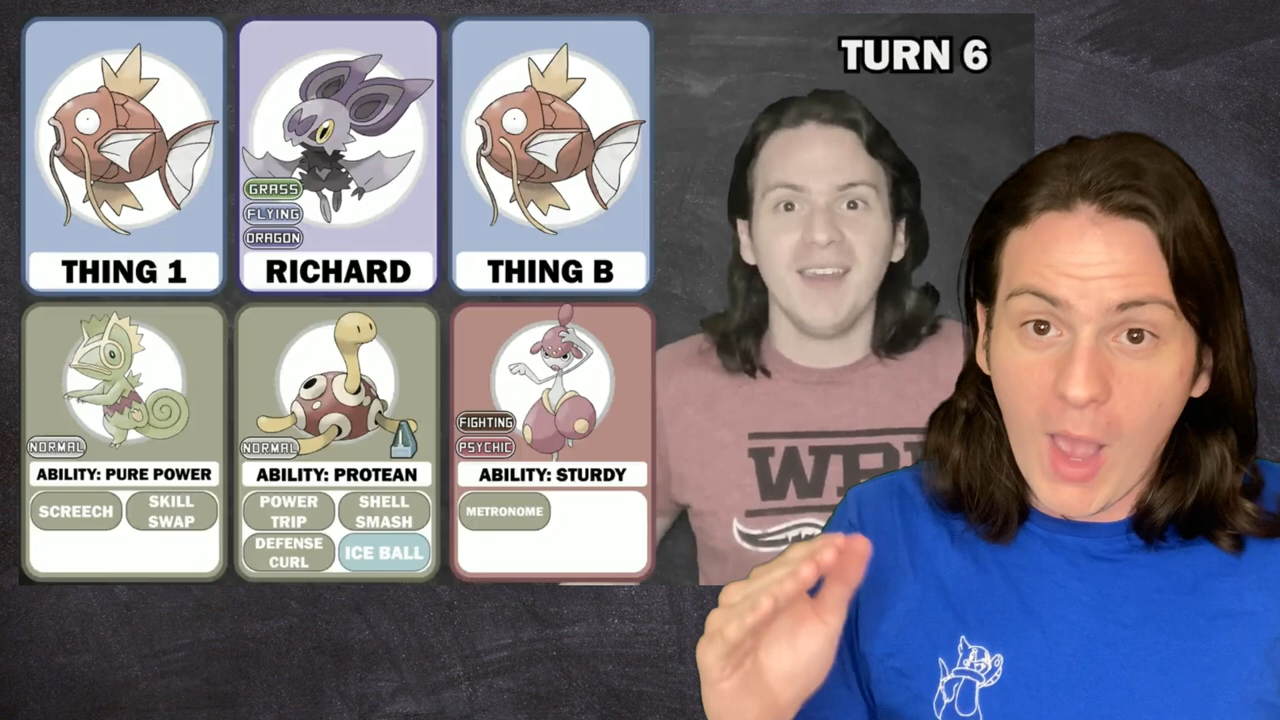 TURN 6
GRASS
FLYING
DRAGON
THING 1
RICHARD
THING B
NORMAL
NORMAL
FIGHTING
PSYCHIC
ABILITY: PURE POWER
ABILITY: PROTEAN
ABILITY: STURDY
SCREECH
SKILL
SWAP
POWER
TRIP
SHELL
SMASH
DEFENSE
CURL
ICE BALL
METRONOME